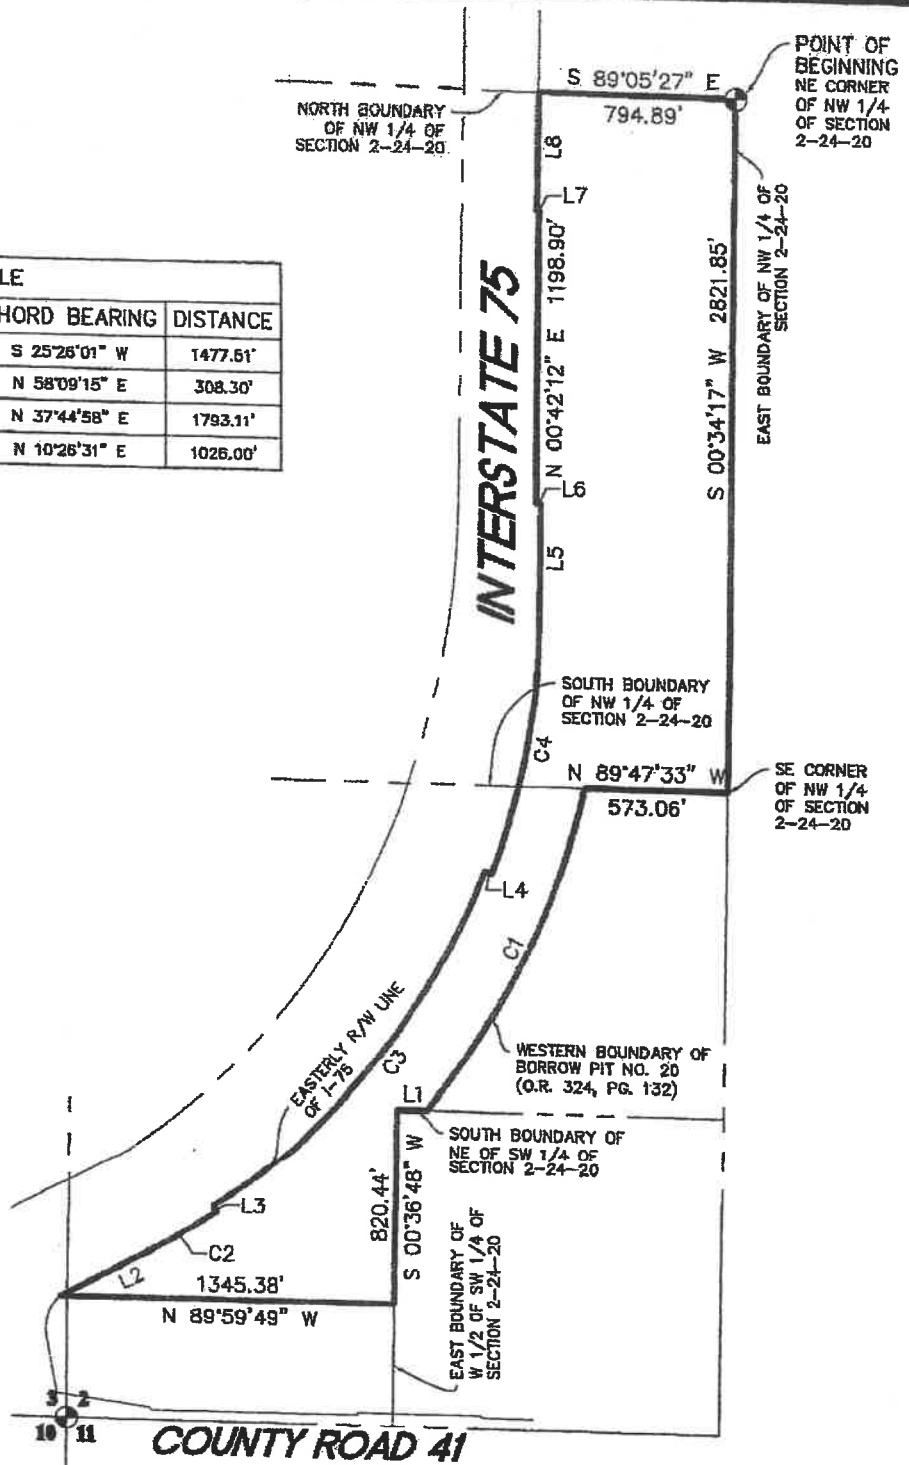 POINT OF
BEGINNING
NE CORNER
OF NW 1/4
OF SECTION
2-24-20
S 89°05'27" E
794.89'
NORTH BOUNDARY
OF NW 1/4 OF
SECTION 2-24-20
L8
L7
EAST BOUNDARY OF NW 1/4 OF
SECTION 2-24-20
LE
HORD BEARING DISTANCE
S 25°26'01" W 1477.51'
N 58°09'15" E 308.30'
N 37°44'58" E 1793.11'
N 10°26'31" E 1026.00'
INTERSTATE 75
N 00°42'12" E 1198.90'
S 00°34'17" W 2821.85'
L6
L5
SOUTH BOUNDARY
OF NW 1/4 OF
SECTION 2-24-20
C4
N 89°47'33" W
573.06'
SE CORNER
OF NW 1/4
OF SECTION
2-24-20
L4
C1
EASTERLY R/W LINE
OF I-75
C3
WESTERN BOUNDARY OF
BORROW PIT NO. 20
(O.R. 324, PG. 132)
L1
SOUTH BOUNDARY OF
NE OF SW 1/4 OF
SECTION 2-24-20
820.44'
S 00°36'48" W
L3
C2
L2
1345.38'
N 89°59'49" W
EAST BOUNDARY OF
W 1/2 OF SW 1/4 OF
SECTION 2-24-20
3 2
10 11
COUNTY ROAD 41